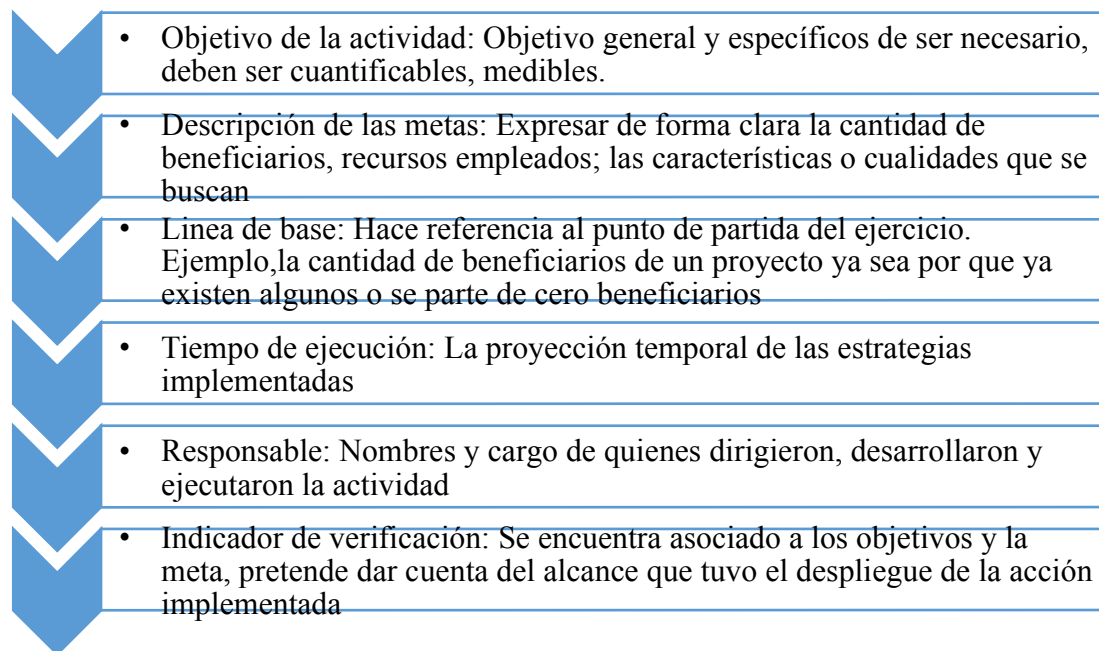 • Objetivo de la actividad: Objetivo general y específicos de ser necesario,
deben ser cuantificables, medibles.
• Descripción de las metas: Expresar de forma clara la cantidad de
beneficiarios, recursos empleados; las características o cualidades que se
buscan
• Linea de base: Hace referencia al punto de partida del ejercicio.
Ejemplo,la cantidad de beneficiarios de un proyecto ya sea por que ya
existen algunos o se parte de cero beneficiarios
• Tiempo de ejecución: La proyección temporal de las estrategias
implementadas
• Responsable: Nombres y cargo de quienes dirigieron, desarrollaron y
ejecutaron la actividad
• Indicador de verificación: Se encuentra asociado a los objetivos y la
meta, pretende dar cuenta del alcance que tuvo el despliegue de la acción
implementada